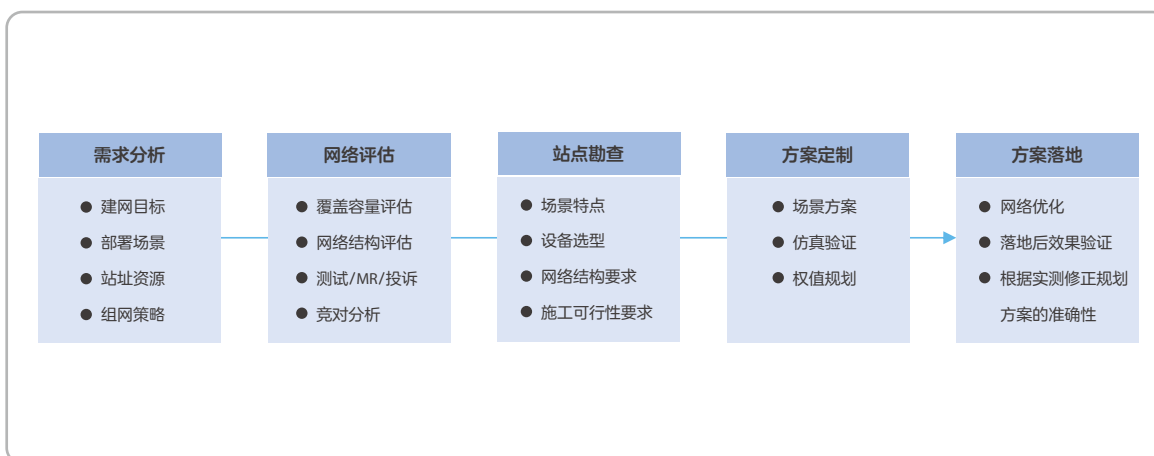 需求分析
● 建网目标
● 部署场景
● 站址资源
● 组网策略
网络评估
● 覆盖容量评估
● 网络结构评估
● 测试/MR/投诉
● 竞对分析
站点勘查
● 场景特点
● 设备选型
● 网络结构要求
● 施工可行性要求
方案定制
● 场景方案
● 仿真验证
● 权值规划
方案落地
● 网络优化
● 落地后效果验证
● 根据实测修正规划
方案的准确性